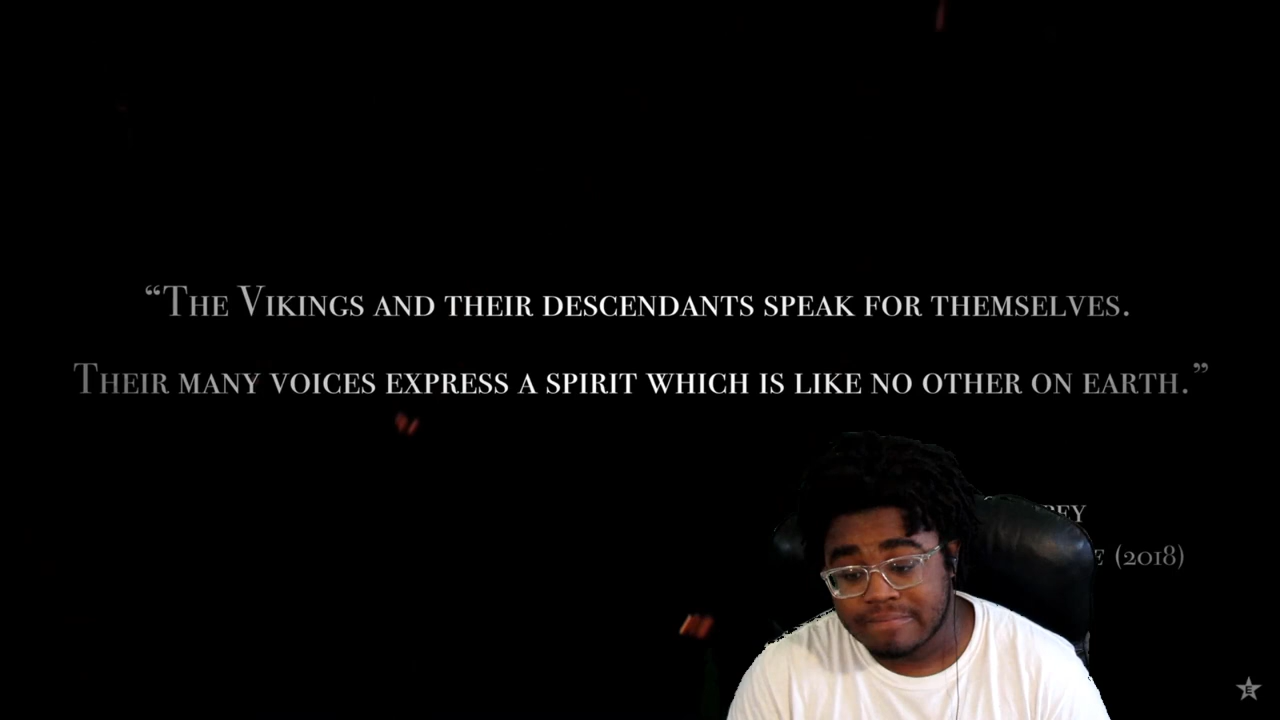 “The Vikings and their descendants speak for themselves.
Their many voices express a spirit which is like no other on earth.”
(2018)